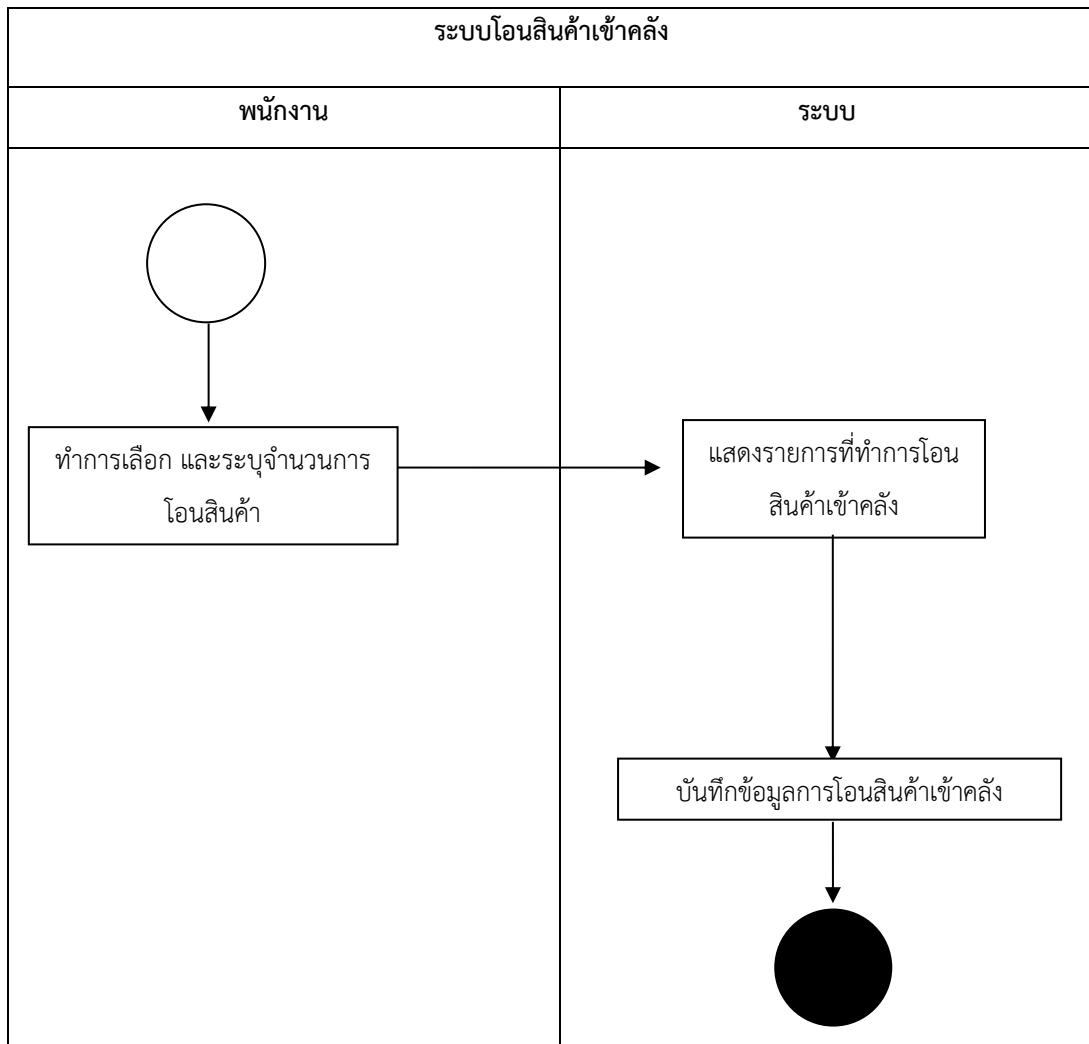 ระบบโอนสินค้าเข้าคลัง
พนักงาน
ระบบ
ทำการเลือก และระบุจำนวนการ
โอนสินค้า
แสดงรายการที่ทำการโอน
สินค้าเข้าคลัง
บันทึกข้อมูลการโอนสินค้าเข้าคลัง